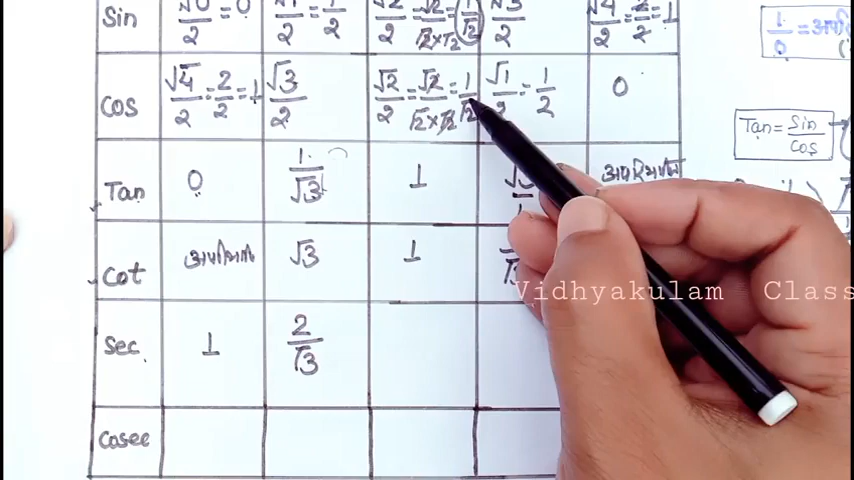 Sin √0/2=0 √1/2=1/2 √2/2=√2/√2×√2=1/√2 √3/2 √4/2=2/2=1
1/0
Cos √4/2=2/2=1 √3/2 √2/2=√2/√2×√2=1/√2 √1/2=1/2 0
Tan=Sin/Cos
Tan 0 1/√3 1
Cot √3 1
Vidhyakulam Class
Sec 1 2/√3
Cosec